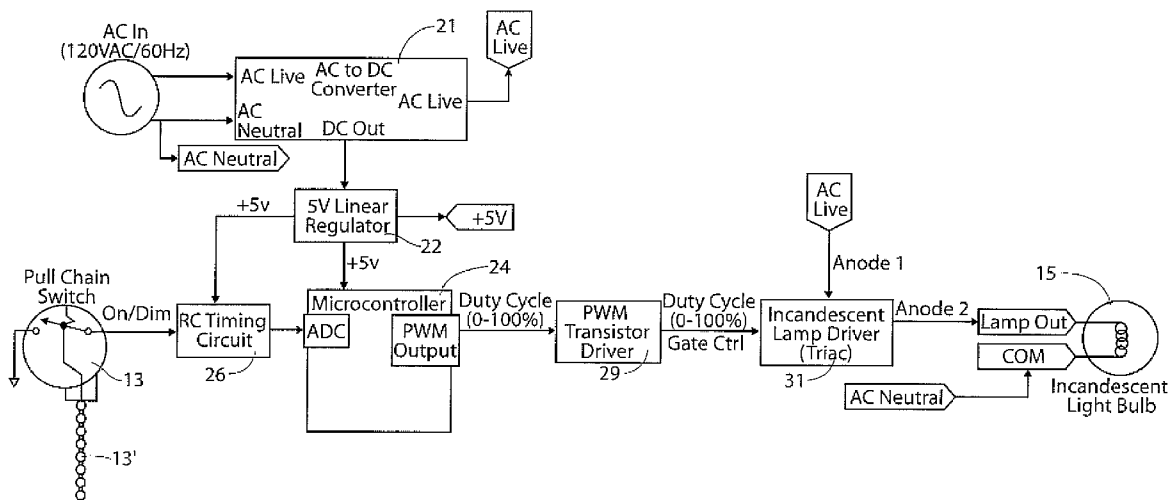 AC In
(120VAC/60Hz)
21
AC
Live
AC Live
AC to DC
Converter
AC Live
AC
Neutral
DC Out
AC Neutral
+5v
5V Linear
Regulator
22
+5V
+5v
AC
Live
Anode 1
Pull Chain
Switch
On/Dim
RC Timing
Circuit
26
13
13'
24
Microcontroller
ADC
PWM
Output
Duty Cycle
(0-100%)
PWM
Transistor
Driver
29
Duty Cycle
(0-100%)
Gate Ctrl
Incandescent
Lamp Driver
(Triac)
31
Anode 2
15
Lamp Out
COM
AC Neutral
Incandescent
Light Bulb